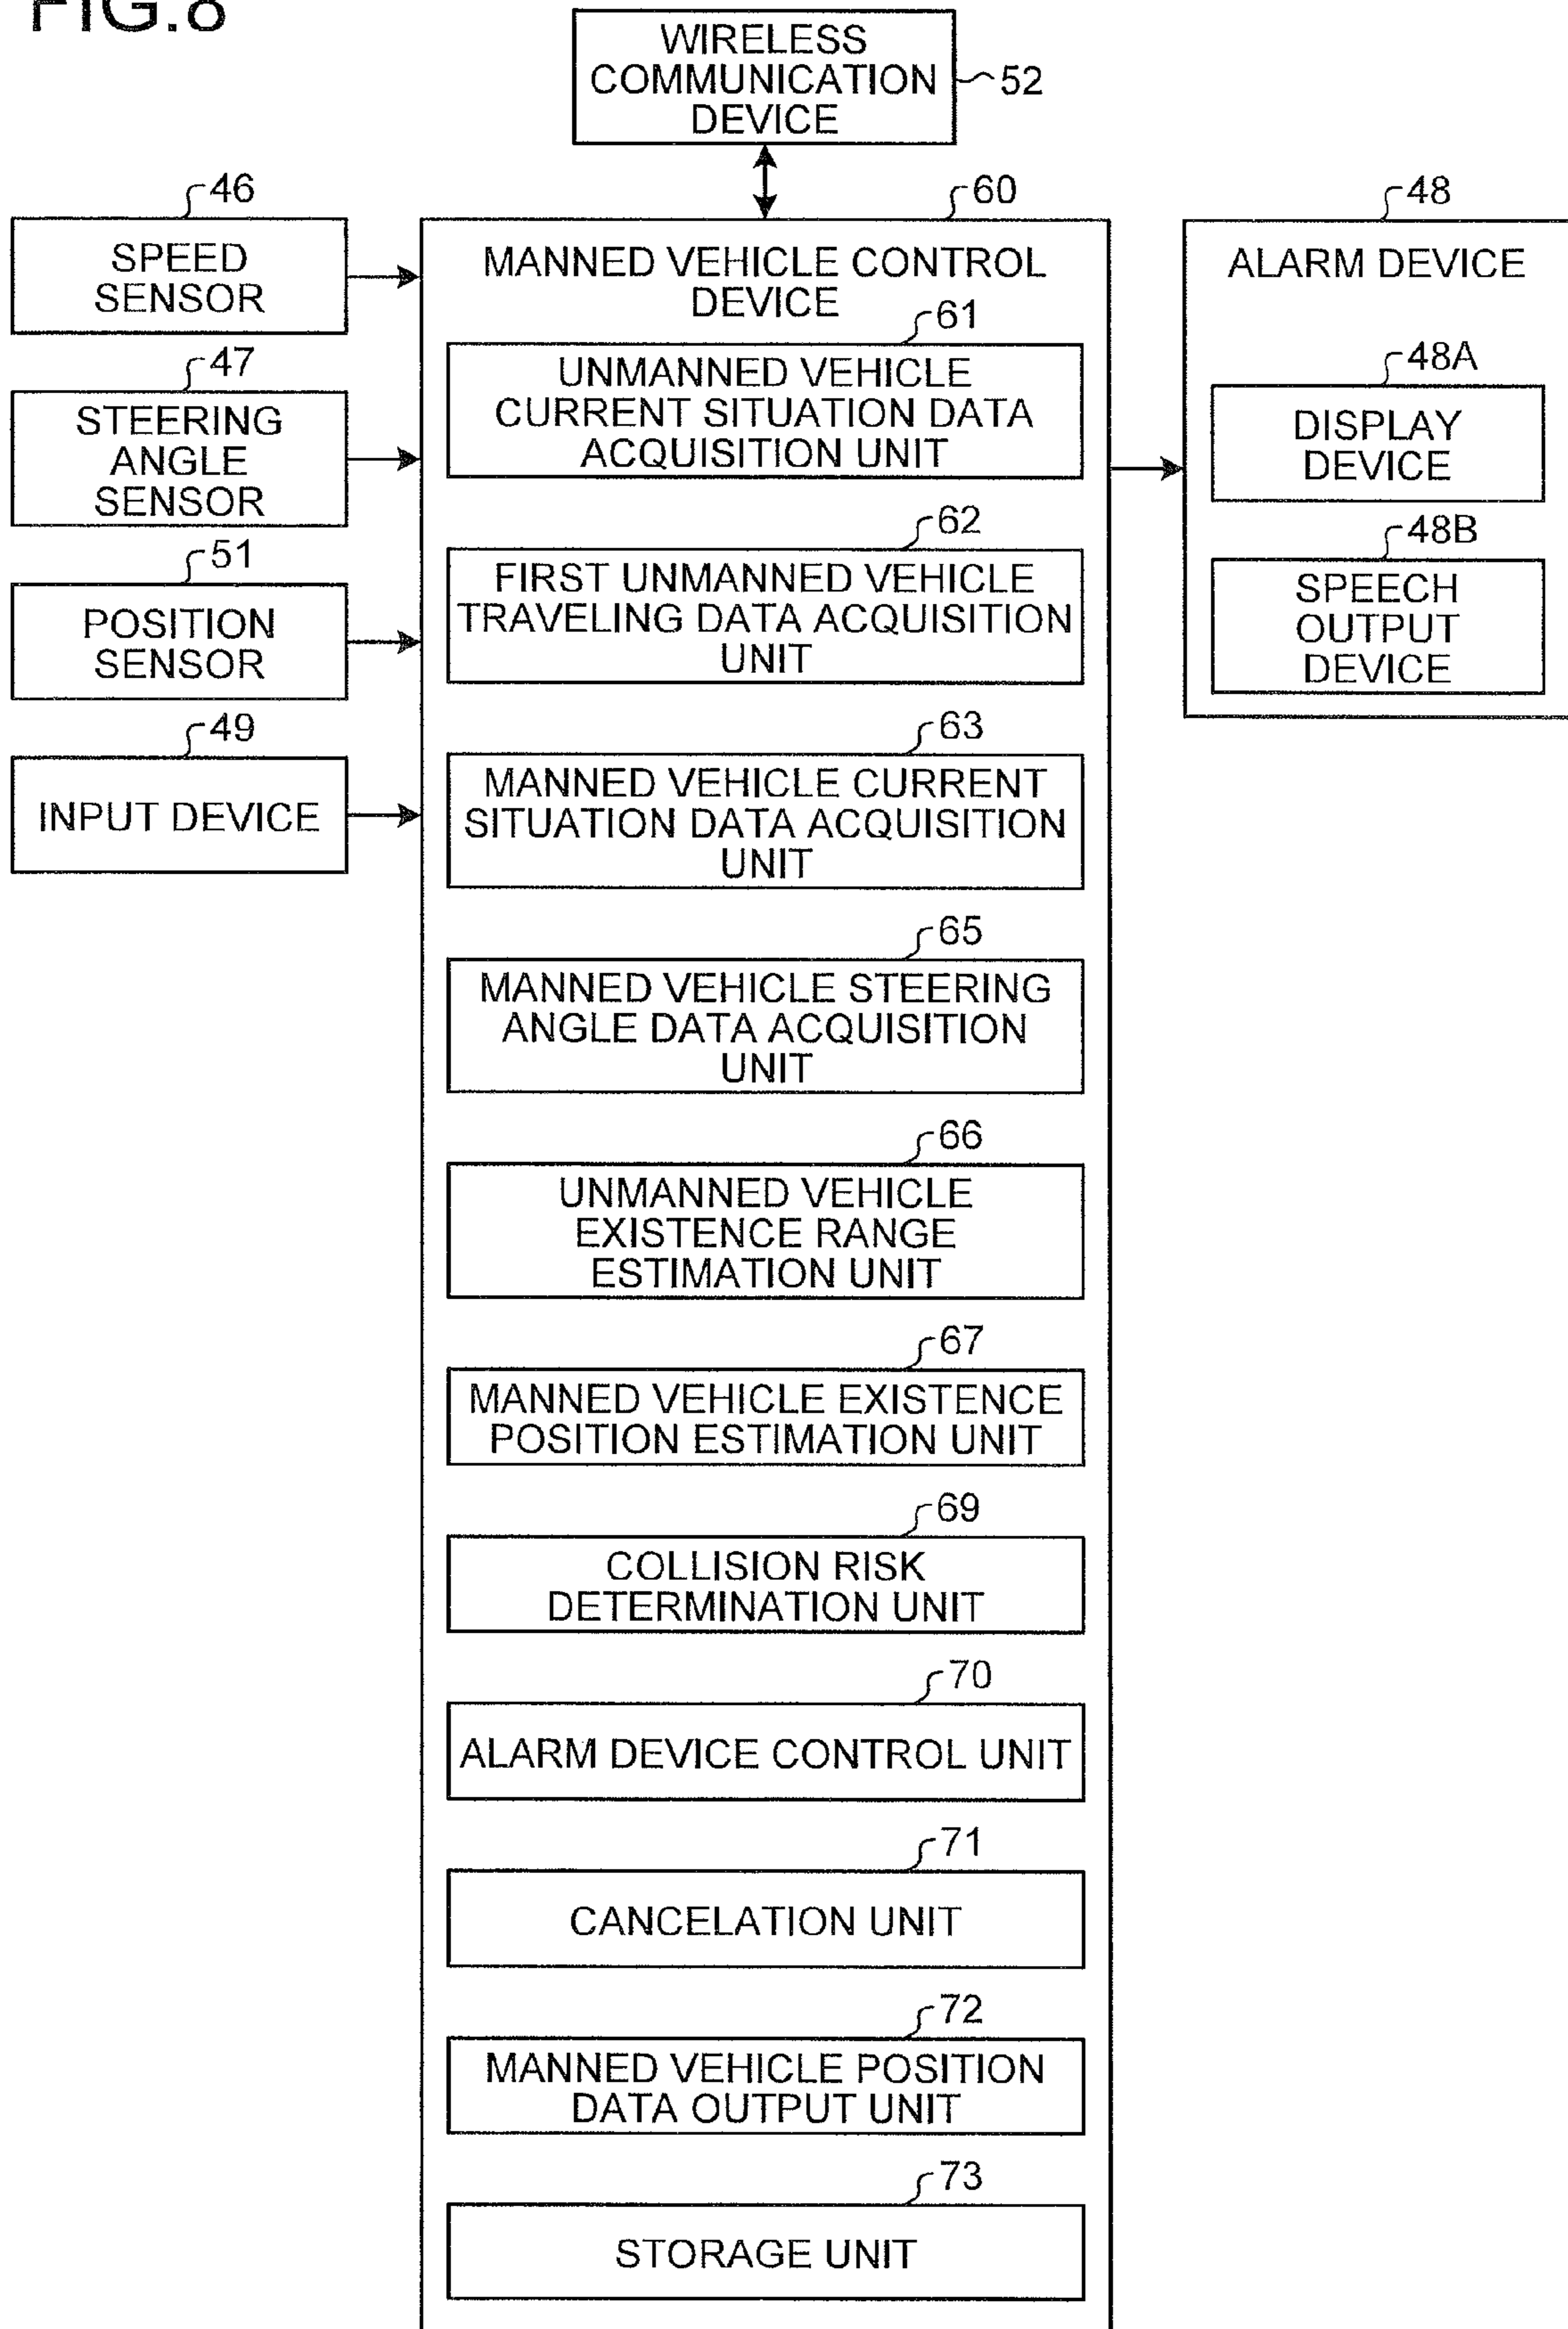 FIG.8
WIRELESS
COMMUNICATION
DEVICE
52
46
SPEED
SENSOR
47
STEERING
ANGLE
SENSOR
51
POSITION
SENSOR
49
INPUT DEVICE
60
MANNED VEHICLE CONTROL
DEVICE
61
UNMANNED VEHICLE
CURRENT SITUATION DATA
ACQUISITION UNIT
62
FIRST UNMANNED VEHICLE
TRAVELING DATA ACQUISITION
UNIT
63
MANNED VEHICLE CURRENT
SITUATION DATA ACQUISITION
UNIT
65
MANNED VEHICLE STEERING
ANGLE DATA ACQUISITION
UNIT
66
UNMANNED VEHICLE
EXISTENCE RANGE
ESTIMATION UNIT
67
MANNED VEHICLE EXISTENCE
POSITION ESTIMATION UNIT
69
COLLISION RISK
DETERMINATION UNIT
70
ALARM DEVICE CONTROL UNIT
71
CANCELATION UNIT
72
MANNED VEHICLE POSITION
DATA OUTPUT UNIT
73
STORAGE UNIT
48
ALARM DEVICE
48A
DISPLAY
DEVICE
48B
SPEECH
OUTPUT
DEVICE